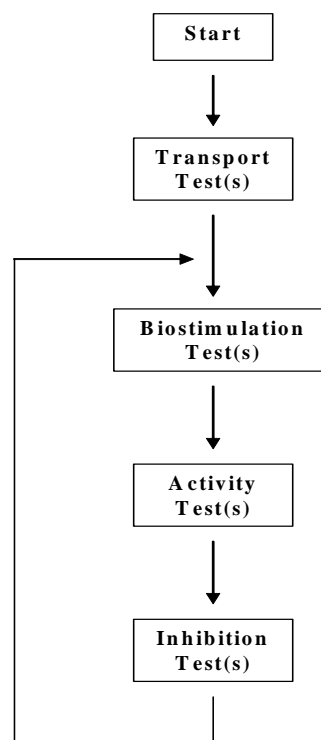 Start
Transport
Test(s)
Biostimulation
Test(s)
Activity
Test(s)
Inhibition
Test(s)